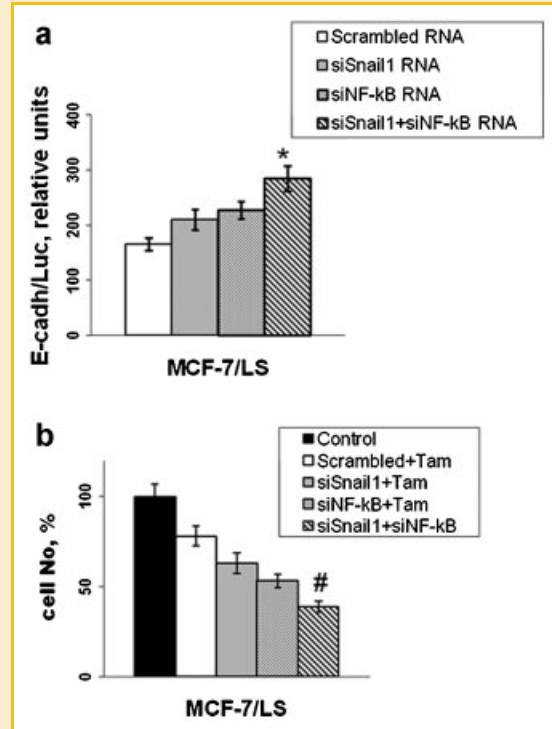 a
Scrambled RNA
siSnail1 RNA
siNF-kB RNA
siSnail1+siNF-kB RNA
E-cadh/Luc, relative units
400
300
200
100
0
*
MCF-7/LS
b
Control
Scrambled+Tam
siSnail1+Tam
siNF-kB+Tam
siSnail1+siNF-kB
cell No, %
100
50
0
#
MCF-7/LS